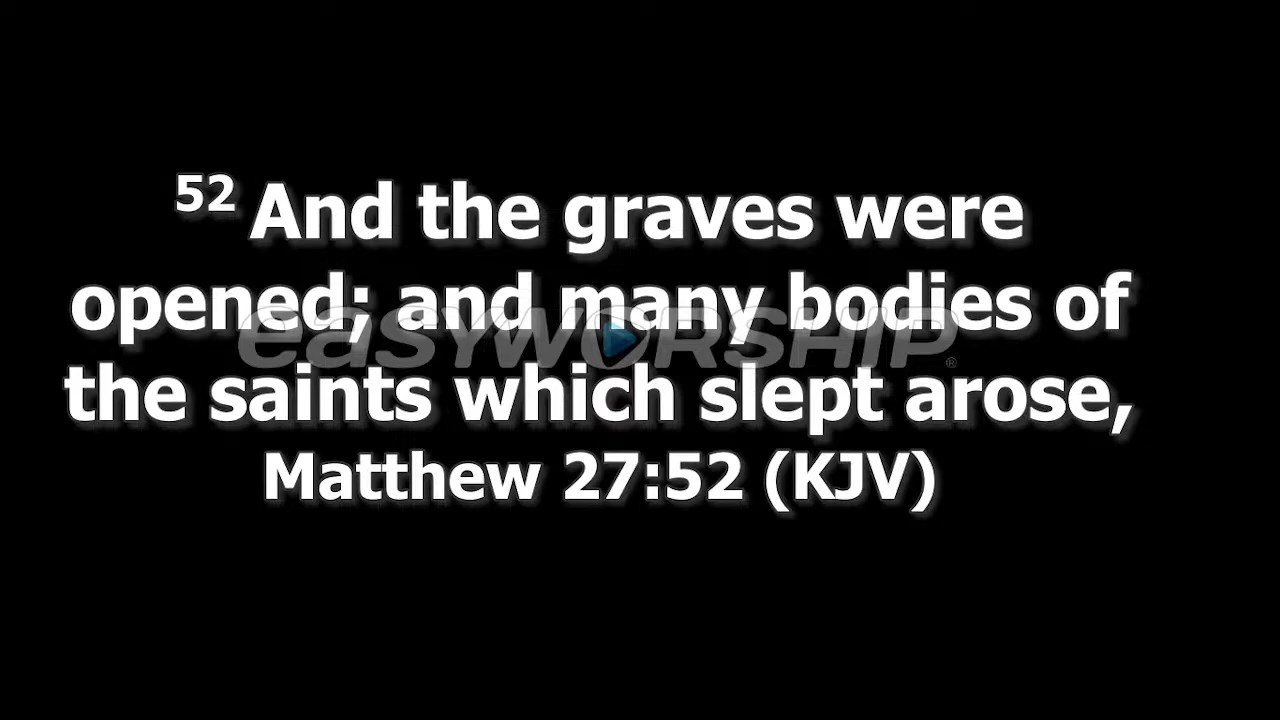 52 And the graves were
opened; and many bodies of
easyworship®
the saints which slept arose,
Matthew 27:52 (KJV)